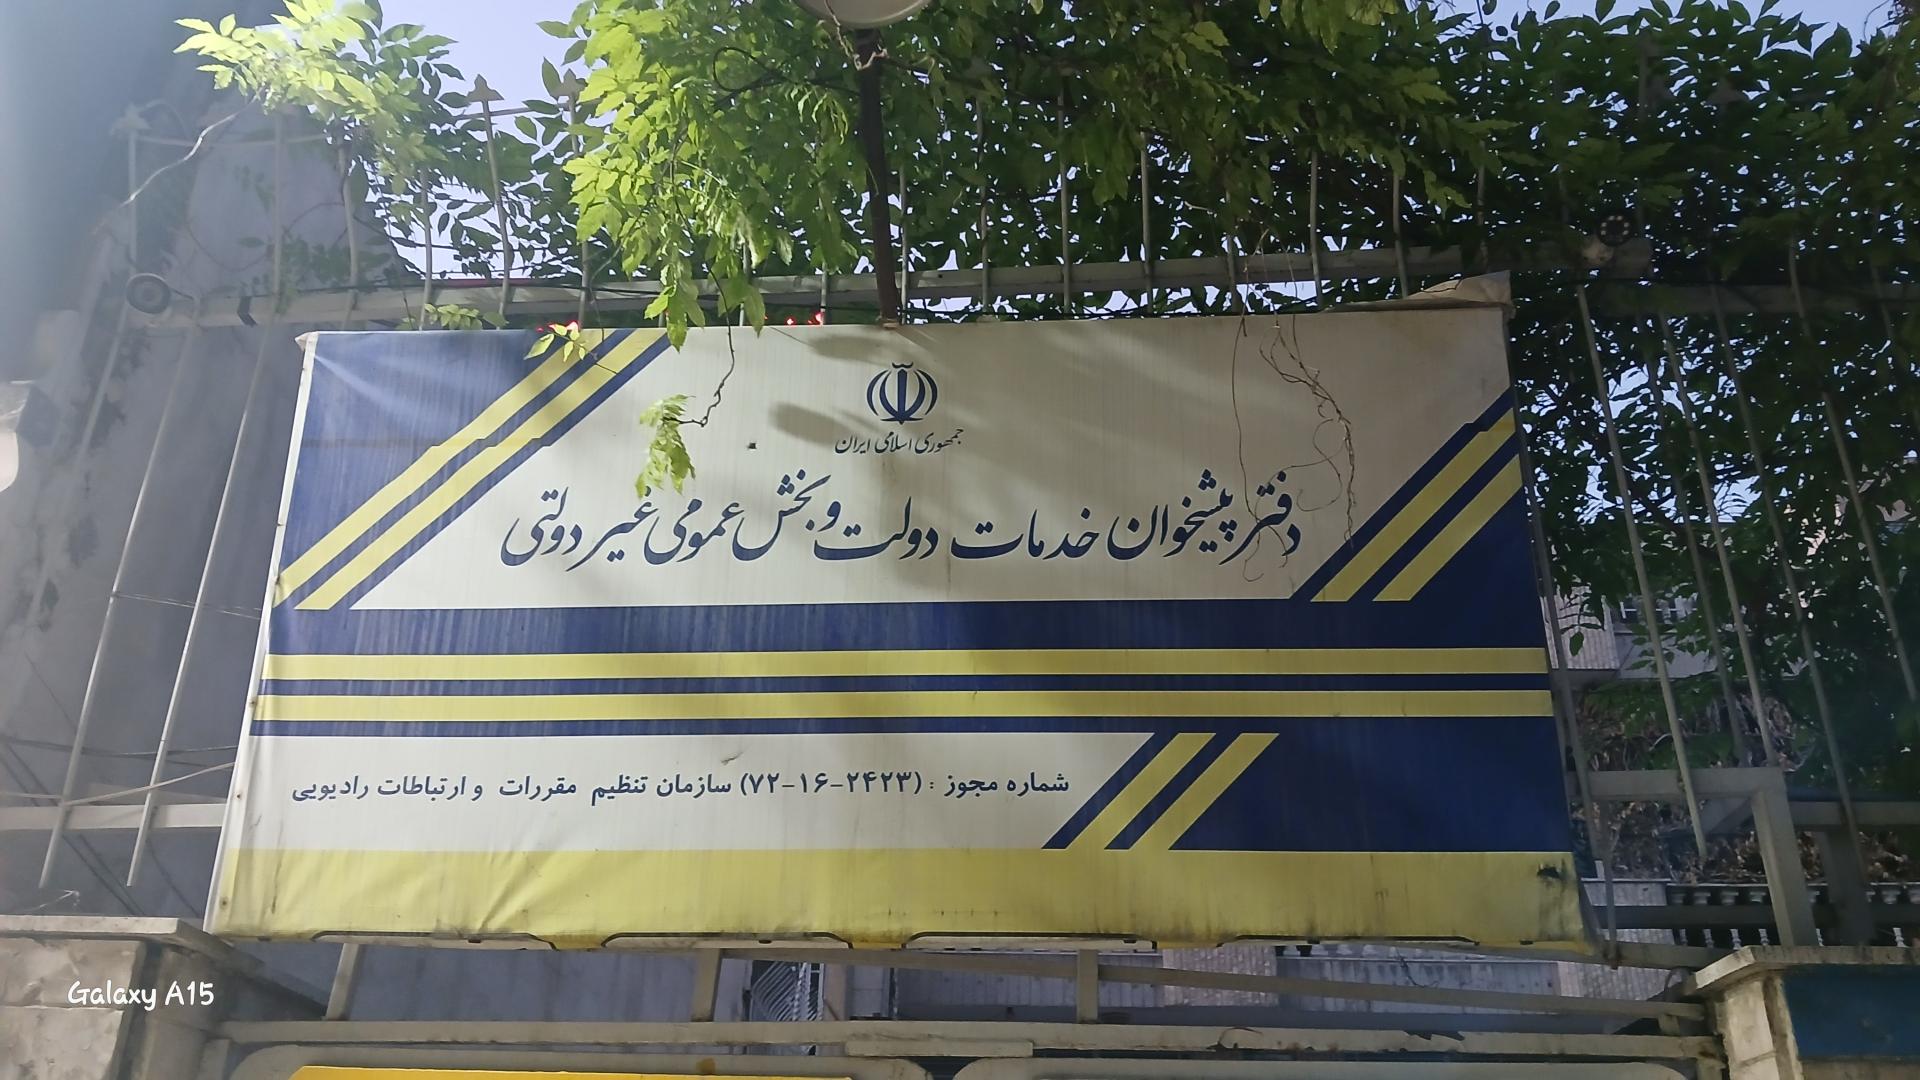 جمهوری اسلامی ایران
دفتر پیشخوان خدمات دولت و بخش عمومی غیر دولتی
شماره مجوز : (۲۴۲۳-۱۶-۷۲) سازمان تنظیم مقررات و ارتباطات رادیویی
Galaxy A15